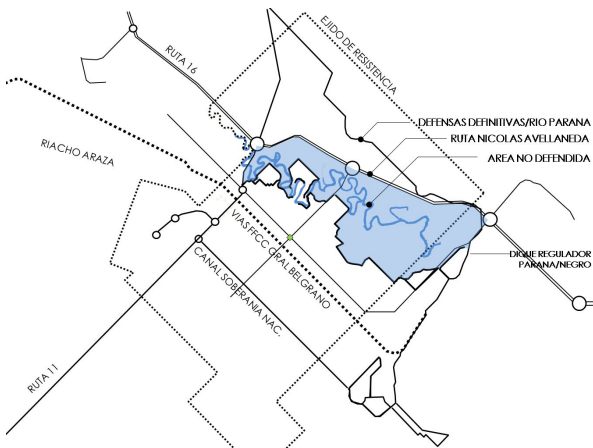 EJIDO DE RESISTENCIA
RUTA 16
DEFENSAS DEFINITIVAS/RIO PARANA
RUTA NICOLAS AVELLANEDA
AREA NO DEFENDIDA
RIACHO ARAZA
VIAS FFCC GRAL BELGRANO
CANAL SOBERANIA NAC.
DIQUE REGULADOR
PARANA/NEGRO
RUTA 11